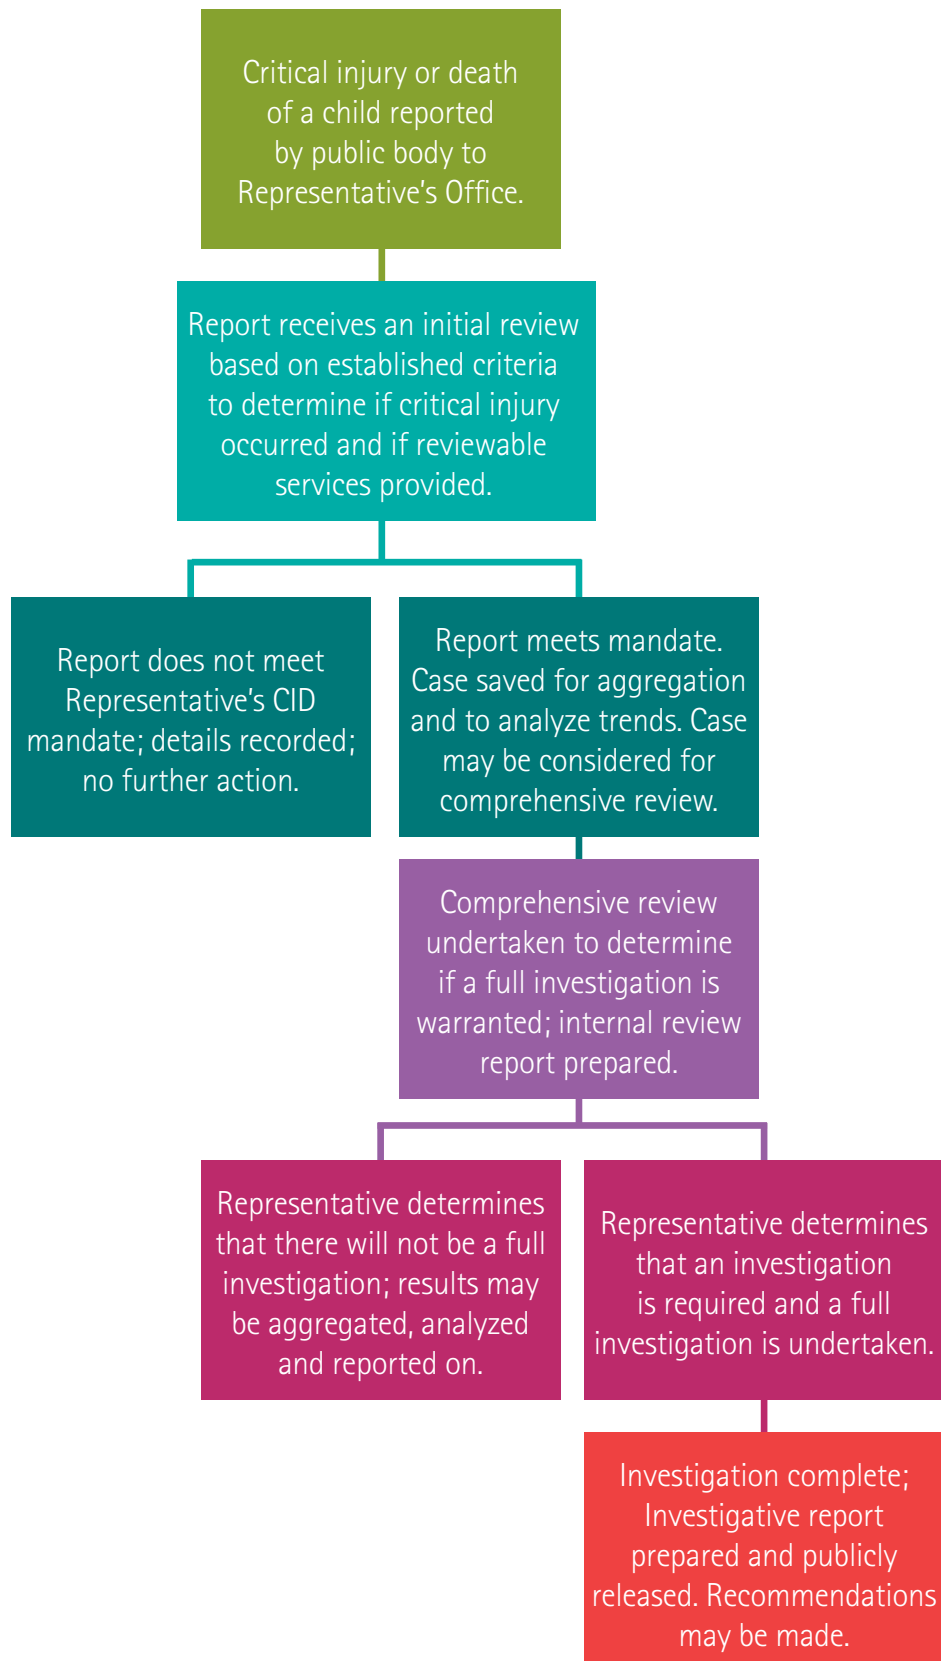 Critical injury or death
of a child reported
by public body to
Representative's Office.
Report receives an initial review
based on established criteria
to determine if critical injury
occurred and if reviewable
services provided.
Report does not meet
Representative's CID
mandate; details recorded;
no further action.
Report meets mandate.
Case saved for aggregation
and to analyze trends. Case
may be considered for
comprehensive review.
Comprehensive review
undertaken to determine
if a full investigation is
warranted; internal review
report prepared.
Representative determines
that there will not be a full
investigation; results may
be aggregated, analyzed
and reported on.
Representative determines
that an investigation
is required and a full
investigation is undertaken.
Investigation complete;
Investigative report
prepared and publicly
released. Recommendations
may be made.